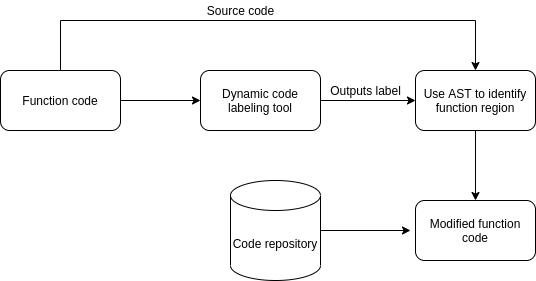 Source code
Function code
Dynamic code
labeling tool
Outputs label
Use AST to identify
function region
Code repository
Modified function
code